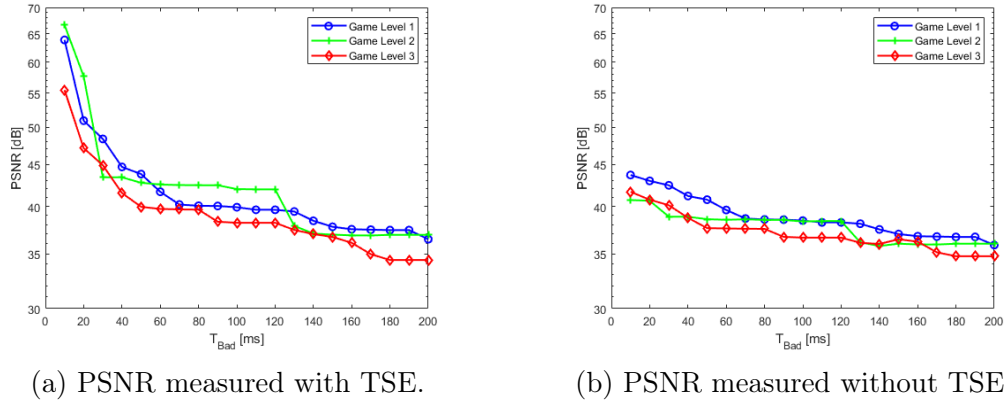 70
65
60
55
50
45
40
35
30
PSNR [dB]
0 20 40 60 80 100 120 140 160 180 200
T_Bad [ms]
Game Level 1
Game Level 2
Game Level 3
(a) PSNR measured with TSE.
70
65
60
55
50
45
40
35
30
PSNR [dB]
0 20 40 60 80 100 120 140 160 180 200
T_Bad [ms]
Game Level 1
Game Level 2
Game Level 3
(b) PSNR measured without TSE